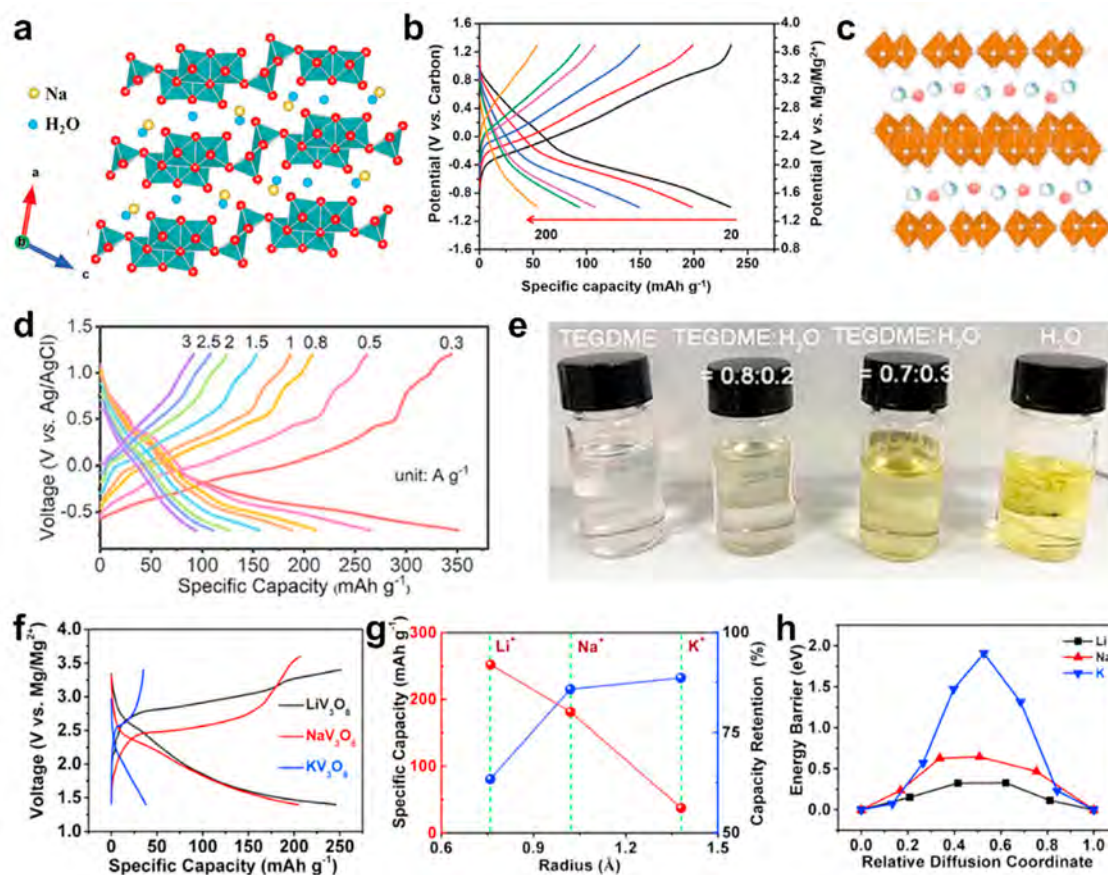 a
Na
H₂O
a
b
c
b
Potential (V vs. Carbon)
1.6
1.2
0.8
0.4
0.0
-0.4
-0.8
-1.2
-1.6
200
20
0 50 100 150 200 250
Specific capacity (mAh g⁻¹)
4.0
3.6
3.2
2.8
2.4
2.0
1.6
1.2
0.8
Potential (V vs. Mg/Mg²⁺)
c
d
Voltage (V vs. Ag/AgCl)
1.5
1.0
0.5
0.0
-0.5
3 2.5 2 1.5 1 0.8 0.5 0.3
unit: A g⁻¹
0 50 100 150 200 250 300 350
Specific Capacity (mAh g⁻¹)
e
TEGDME TEGDME:H₂O TEGDME:H₂O H₂O
= 0.8:0.2 = 0.7:0.3
f
Voltage (V vs. Mg/Mg²⁺)
4.0
3.5
3.0
2.5
2.0
1.5
1.0
LiV₃O₈
NaV₃O₈
KV₃O₈
0 50 100 150 200 250 300
Specific Capacity (mAh g⁻¹)
g
Specific Capacity (mAh g⁻¹)
300
200
100
0
Li⁺ Na⁺ K⁺
0.6 0.9 1.2 1.5
Radius (Å)
100
75
50
Capacity Retention (%)
h
Energy Barrier (eV)
2.0
1.5
1.0
0.5
0.0
Li
Na
K
0.0 0.2 0.4 0.6 0.8 1.0
Relative Diffusion Coordinate